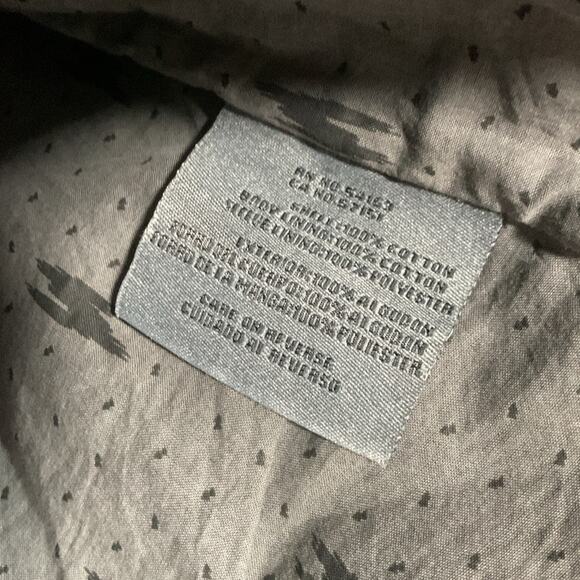 RN NO.54163
CA NO.57151
SHELL:100% COTTON
BODY LINING:100% COTTON
SLEEVE LINING:100% POLYESTER
EXTERIOR:100% ALGODON
FORRO DEL CUERPO:100% ALGODON
FORRO DE LA MANGA:100% POLIESTER
CARE ON REVERSE
CUIDADO AL REVERSO